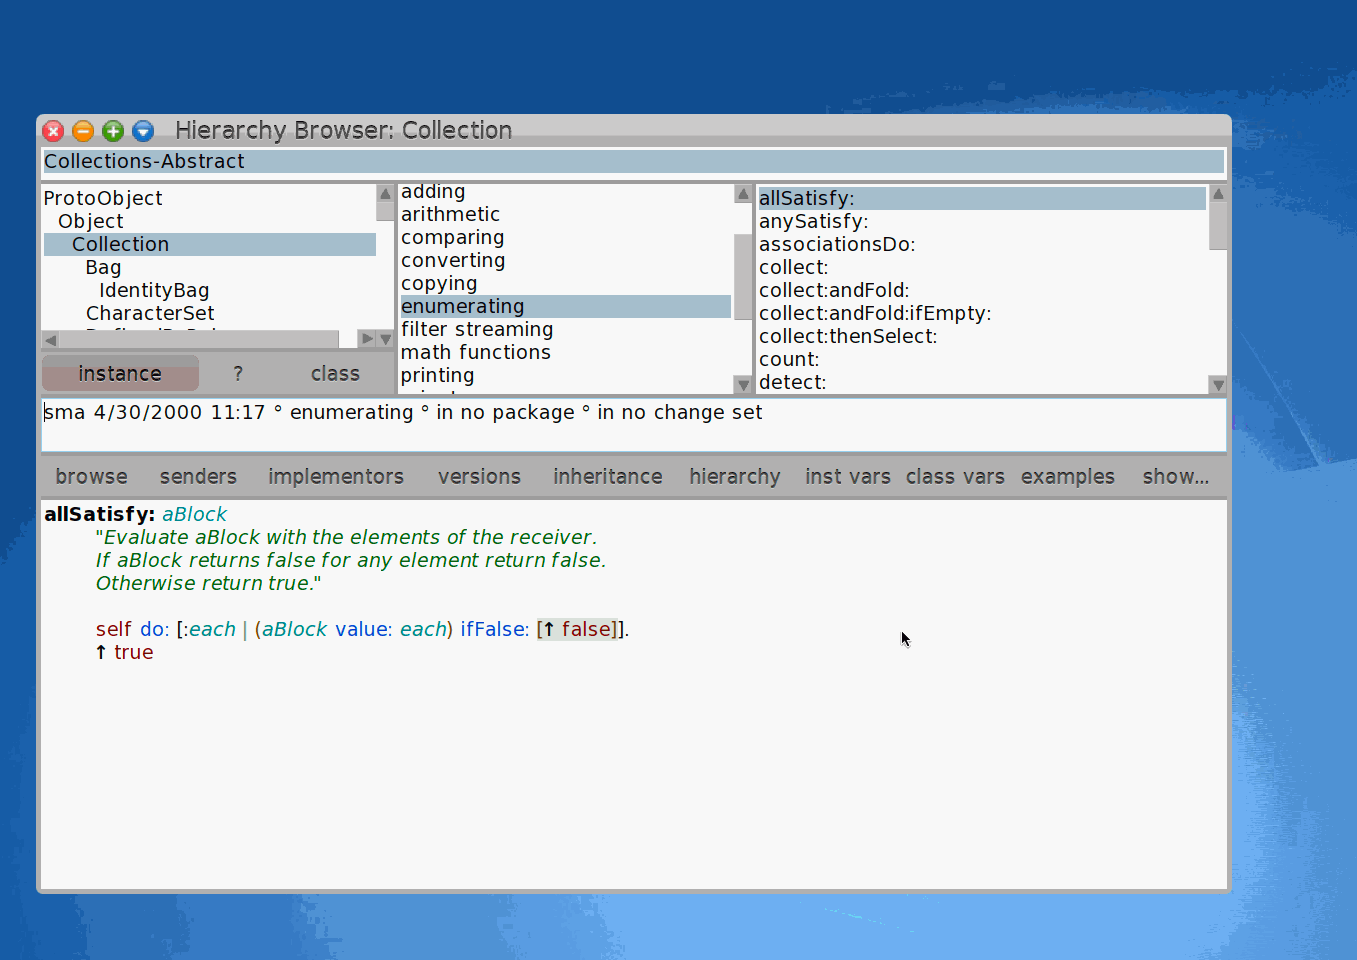 Hierarchy Browser: Collection
Collections-Abstract
ProtoObject
Object
Collection
Bag
IdentityBag
CharacterSet
instance
?
class
adding
arithmetic
comparing
converting
copying
enumerating
filter streaming
math functions
printing
allSatisfy:
anySatisfy:
associationsDo:
collect:
collect:andFold:
collect:andFold:ifEmpty:
collect:thenSelect:
count:
detect:
sma 4/30/2000 11:17 ° enumerating ° in no package ° in no change set
browse senders implementors versions inheritance hierarchy inst vars class vars examples show...
allSatisfy: aBlock
"Evaluate aBlock with the elements of the receiver.
If aBlock returns false for any element return false.
Otherwise return true."
self do: [:each | (aBlock value: each) ifFalse: [↑ false]].
↑ true